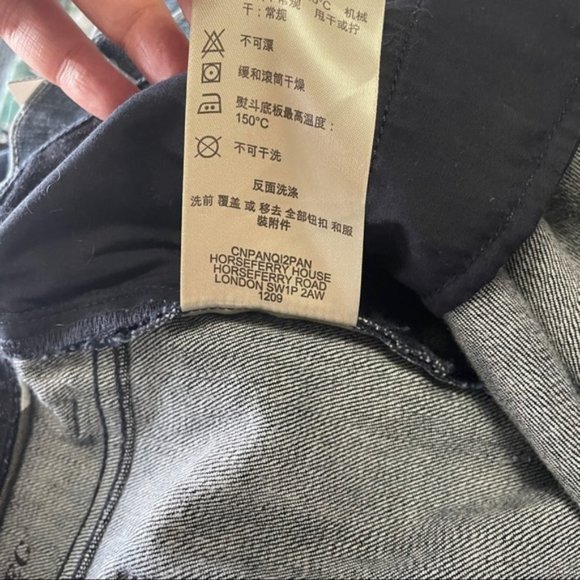 干：常规 甩干或拧
不可漂
缓和滚筒干燥
熨斗底板最高温度：
150°C
不可干洗
反面洗涤
洗前 覆盖 或 移去 全部钮扣 和服
裝附件
CNPANQI2PAN
HORSEFERRY HOUSE
HORSEFERRY ROAD
LONDON SW1P 2AW
1209